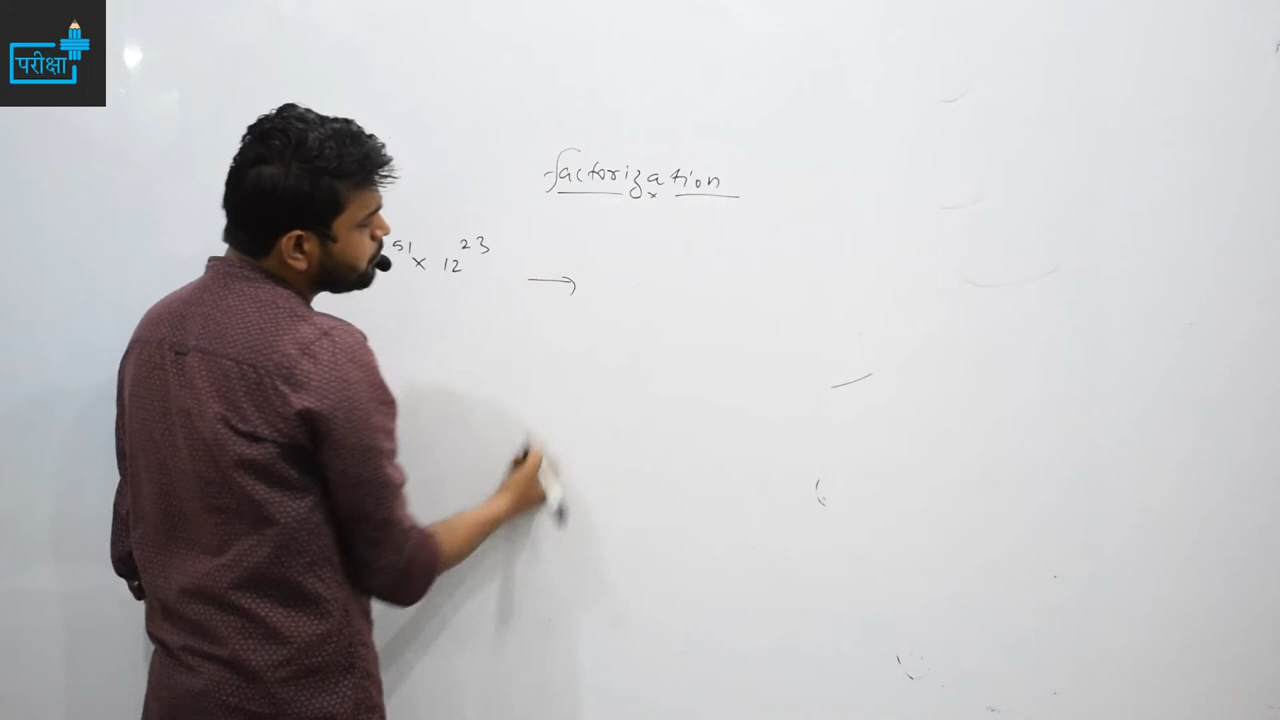 परीक्षा
factorization
51 × 12^23 →